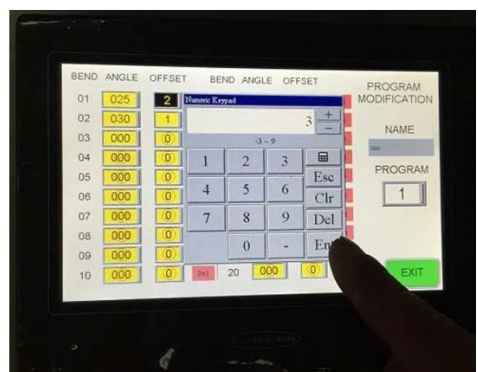 BEND ANGLE OFFSET BEND ANGLE OFFSET
PROGRAM MODIFICATION
01 025 2
02 030 1
03 000 0
04 000 0
05 000 0
06 000 0
07 000 0
08 000 0
09 000 0
10 000 0
Numeric Keypad
3 + -
-3 ~ 9
1 2 3
Esc
4 5 6 Clr
7 8 9 Del
0 - En
Del 20 000 0
NAME
PROGRAM
1
EXIT